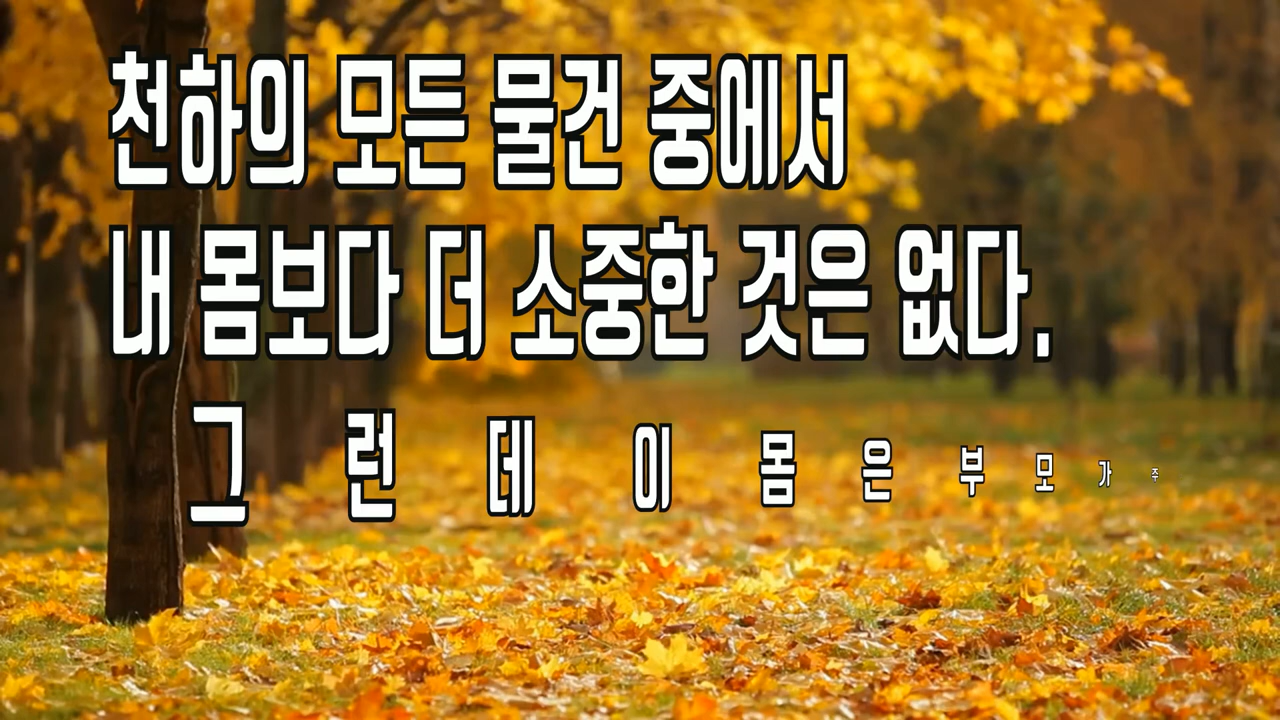 천하의 모든 물건 중에서
내 몸보다 더 소중한 것은 없다.
그런데 이 몸은 부모가 주